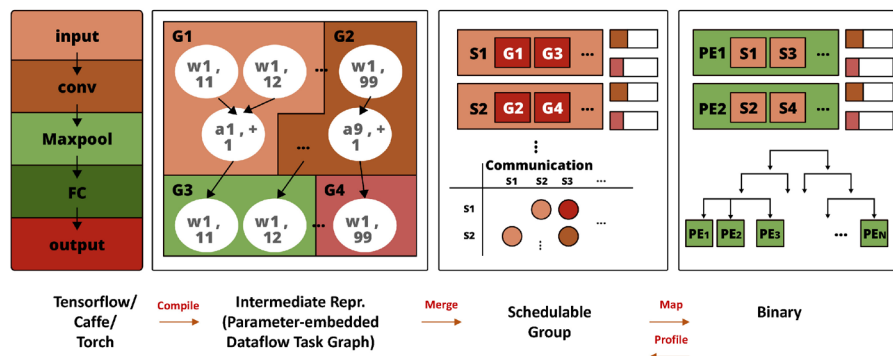 input
conv
Maxpool
FC
output
G1
G2
w1,
11
w1,
12
...
w1,
99
a1, +
1
...
a9, +
1
G3
G4
w1,
11
w1,
12
...
w1,
99
S1 G1 G3 ...
S2 G2 G4 ...
...
Communication
S1 S2 S3 ...
S1
...
S2
...
PE1 S1 S3 ...
PE2 S2 S4 ...
PE1 PE2 PE3 ... PEN
Tensorflow/
Caffe/
Torch
Compile
Intermediate Repr.
(Parameter-embedded
Dataflow Task Graph)
Merge
Schedulable
Group
Map
Profile
Binary